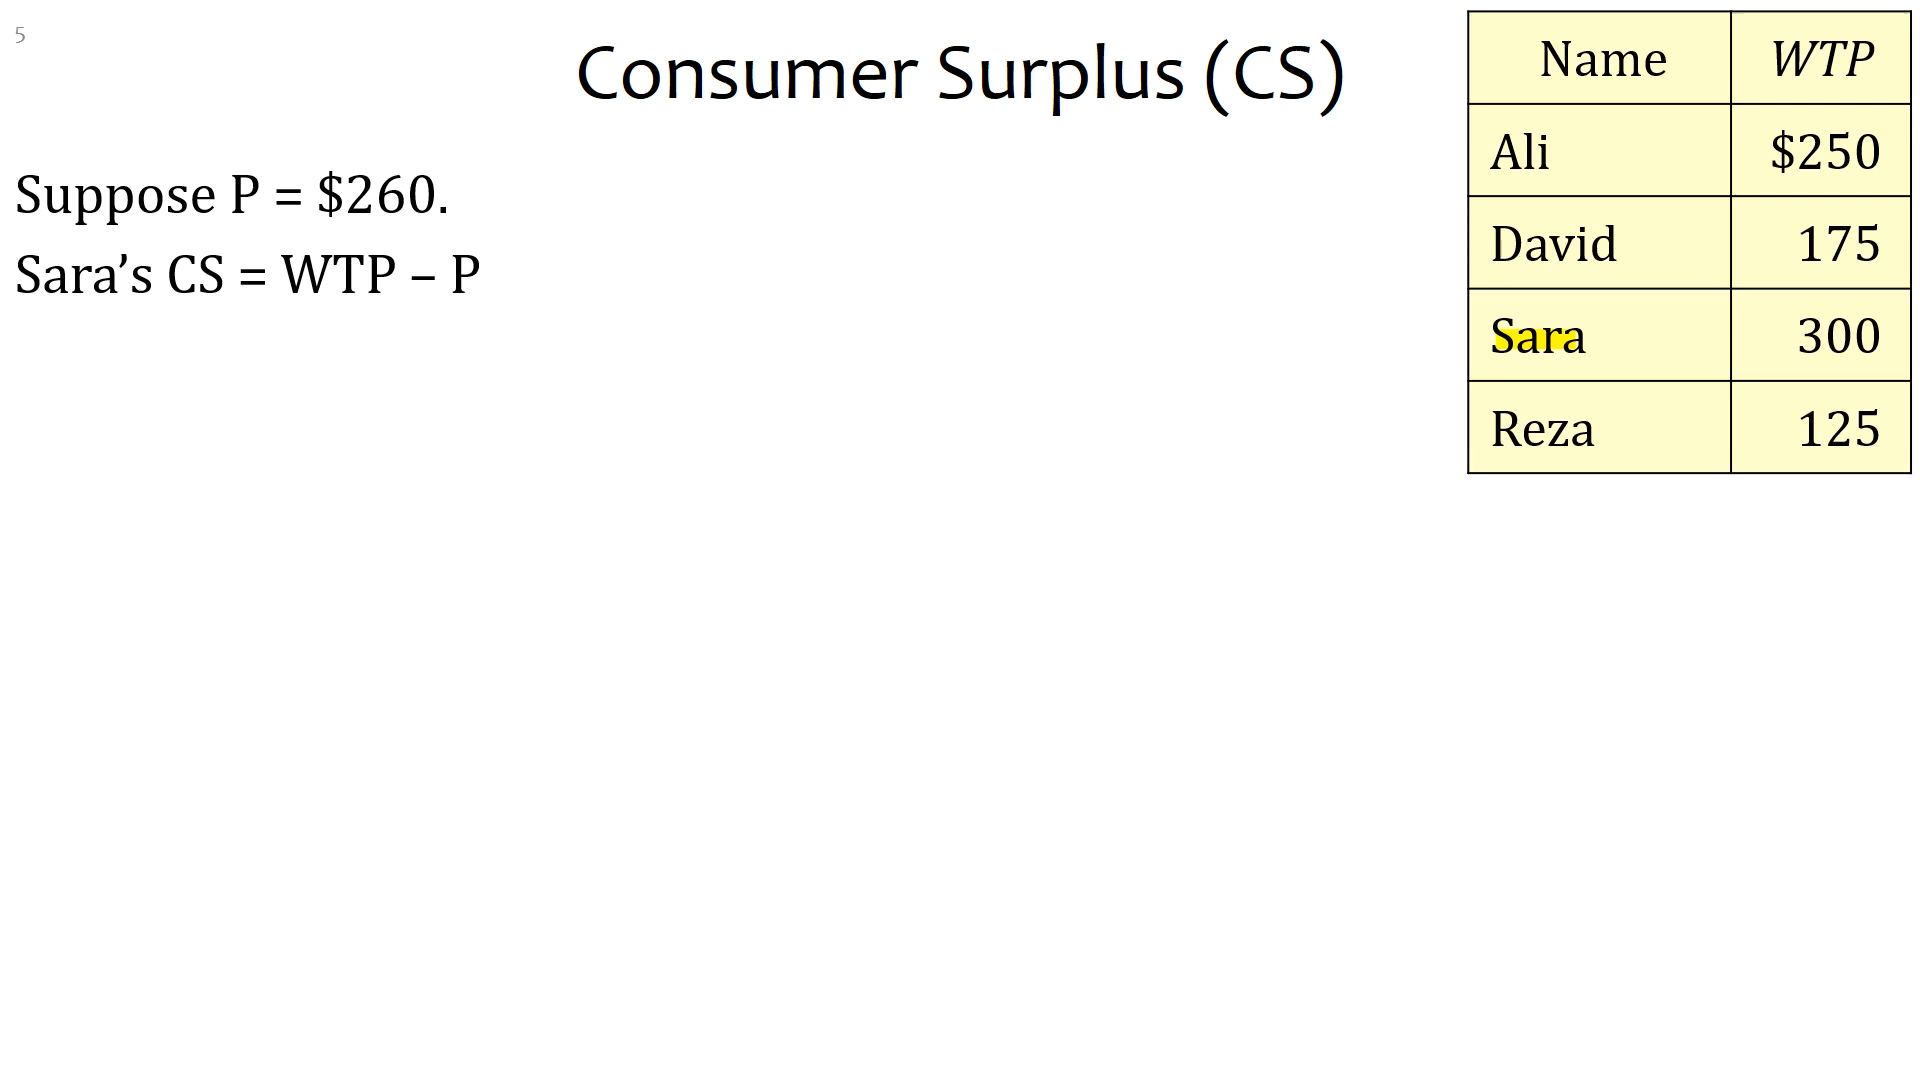 5
Consumer Surplus (CS)
Suppose P = $260.
Sara’s CS = WTP – P
Name WTP
Ali $250
David 175
Sara 300
Reza 125